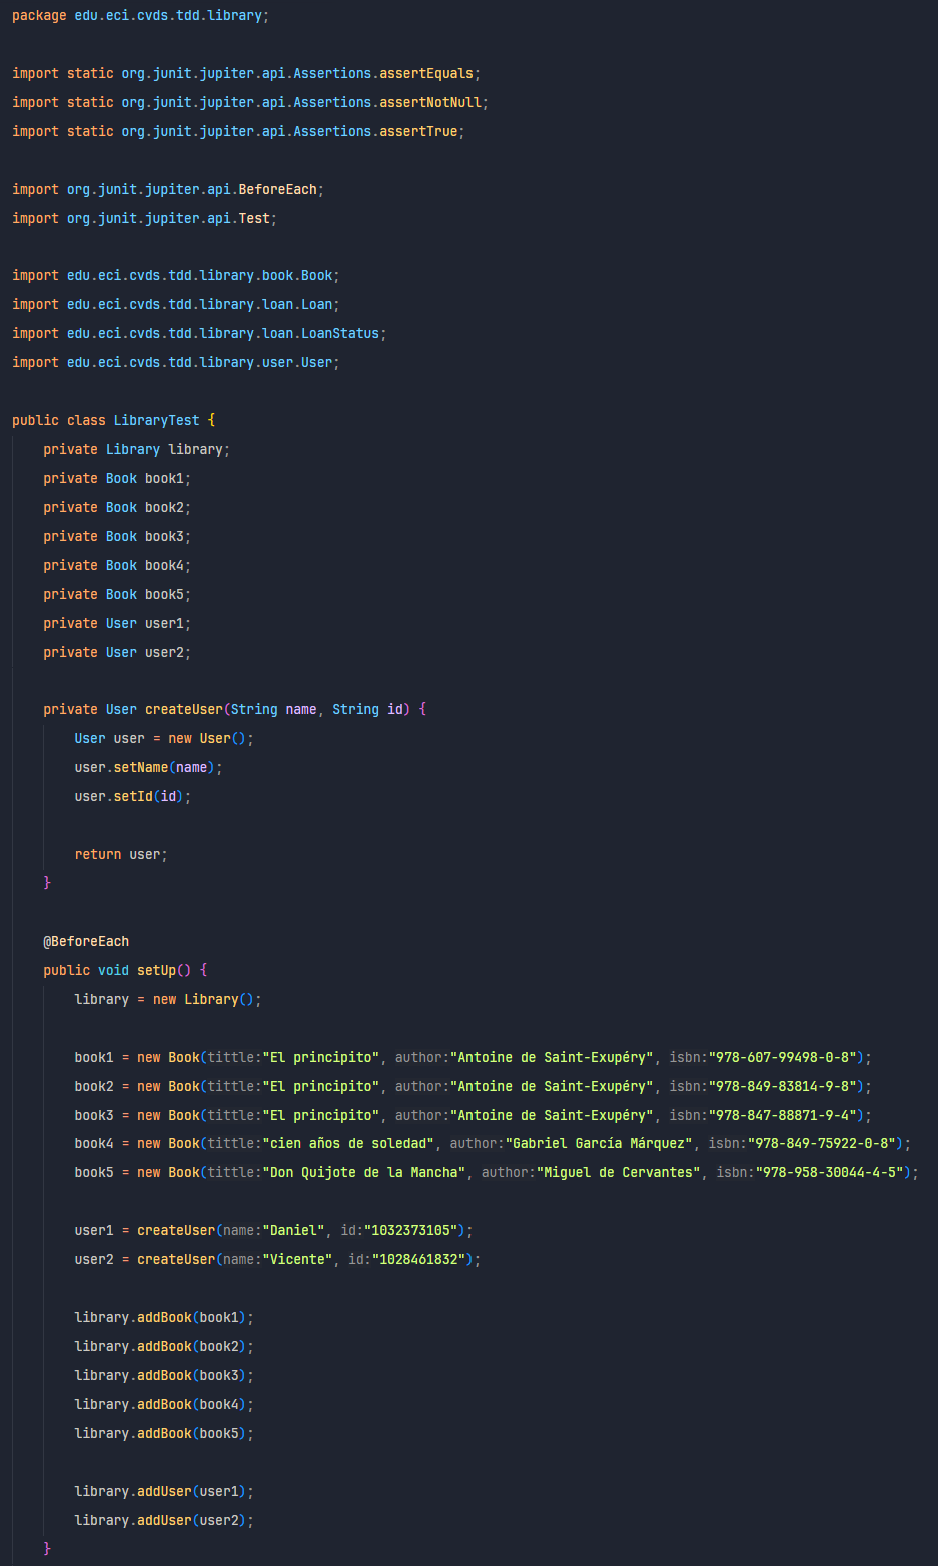 package edu.eci.cvds.tdd.library;
import static org.junit.jupiter.api.Assertions.assertEquals;
import static org.junit.jupiter.api.Assertions.assertNotNull;
import static org.junit.jupiter.api.Assertions.assertTrue;
import org.junit.jupiter.api.BeforeEach;
import org.junit.jupiter.api.Test;
import edu.eci.cvds.tdd.library.book.Book;
import edu.eci.cvds.tdd.library.loan.Loan;
import edu.eci.cvds.tdd.library.loan.LoanStatus;
import edu.eci.cvds.tdd.library.user.User;
public class LibraryTest {
private Library library;
private Book book1;
private Book book2;
private Book book3;
private Book book4;
private Book book5;
private User user1;
private User user2;
private User createUser(String name, String id) {
User user = new User();
user.setName(name);
user.setId(id);
return user;
}
@BeforeEach
public void setUp() {
library = new Library();
book1 = new Book(tittle:"El principito", author:"Antoine de Saint-Exupéry", isbn:"978-607-99498-0-8");
book2 = new Book(tittle:"El principito", author:"Antoine de Saint-Exupéry", isbn:"978-849-83814-9-8");
book3 = new Book(tittle:"El principito", author:"Antoine de Saint-Exupéry", isbn:"978-847-88871-9-4");
book4 = new Book(tittle:"cien años de soledad", author:"Gabriel García Márquez", isbn:"978-849-75922-0-8");
book5 = new Book(tittle:"Don Quijote de la Mancha", author:"Miguel de Cervantes", isbn:"978-958-30044-4-5");
user1 = createUser(name:"Daniel", id:"1032373105");
user2 = createUser(name:"Vicente", id:"1028461832");
library.addBook(book1);
library.addBook(book2);
library.addBook(book3);
library.addBook(book4);
library.addBook(book5);
library.addUser(user1);
library.addUser(user2);
}